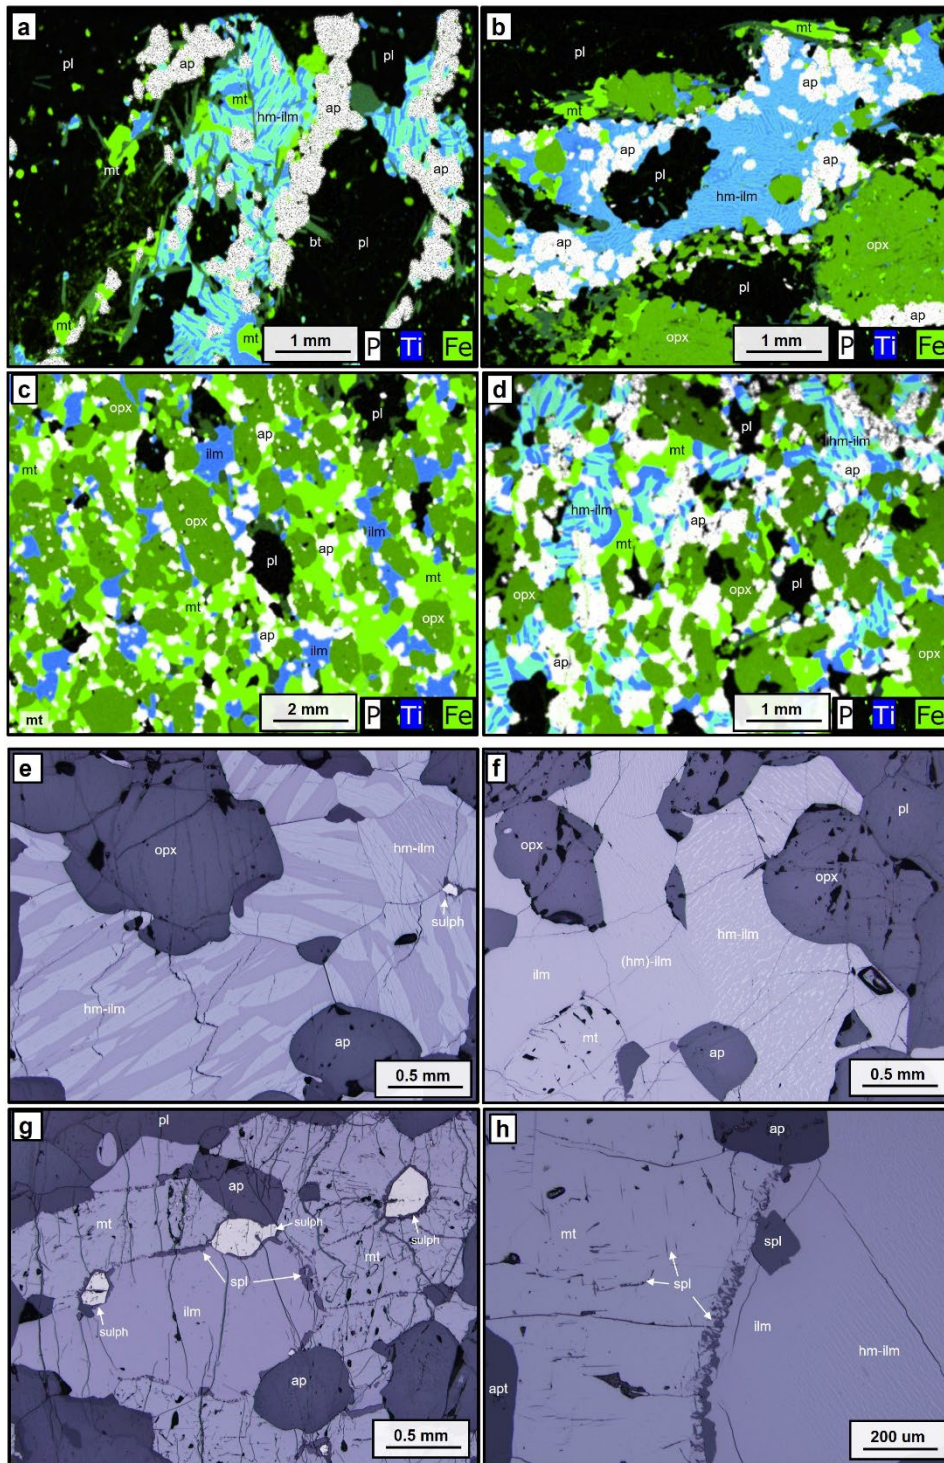 a
pl
ap
pl
mt
hm-ilm
ap
ap
mt
bt
pl
mt
mt
1 mm
P Ti Fe
b
mt
pl
ap
mt
ap
ap
pl
hm-ilm
opx
ap
pl
ap
opx
1 mm
P Ti Fe
c
opx
pl
ap
mt
ilm
opx
ap
ilm
pl
mt
mt
opx
ap
ilm
mt
2 mm
P Ti Fe
d
pl
hm-ilm
mt
ap
hm-ilm
ap
mt
opx
opx
pl
ap
opx
1 mm
P Ti Fe
e
opx
hm-ilm
sulph
hm-ilm
ap
0.5 mm
f
pl
opx
opx
hm-ilm
(hm)-ilm
ilm
mt
ap
0.5 mm
g
pl
ap
mt
sulph
sulph
mt
spl
ilm
sulph
ap
0.5 mm
h
ap
mt
spl
spl
ilm
hm-ilm
apt
200 um